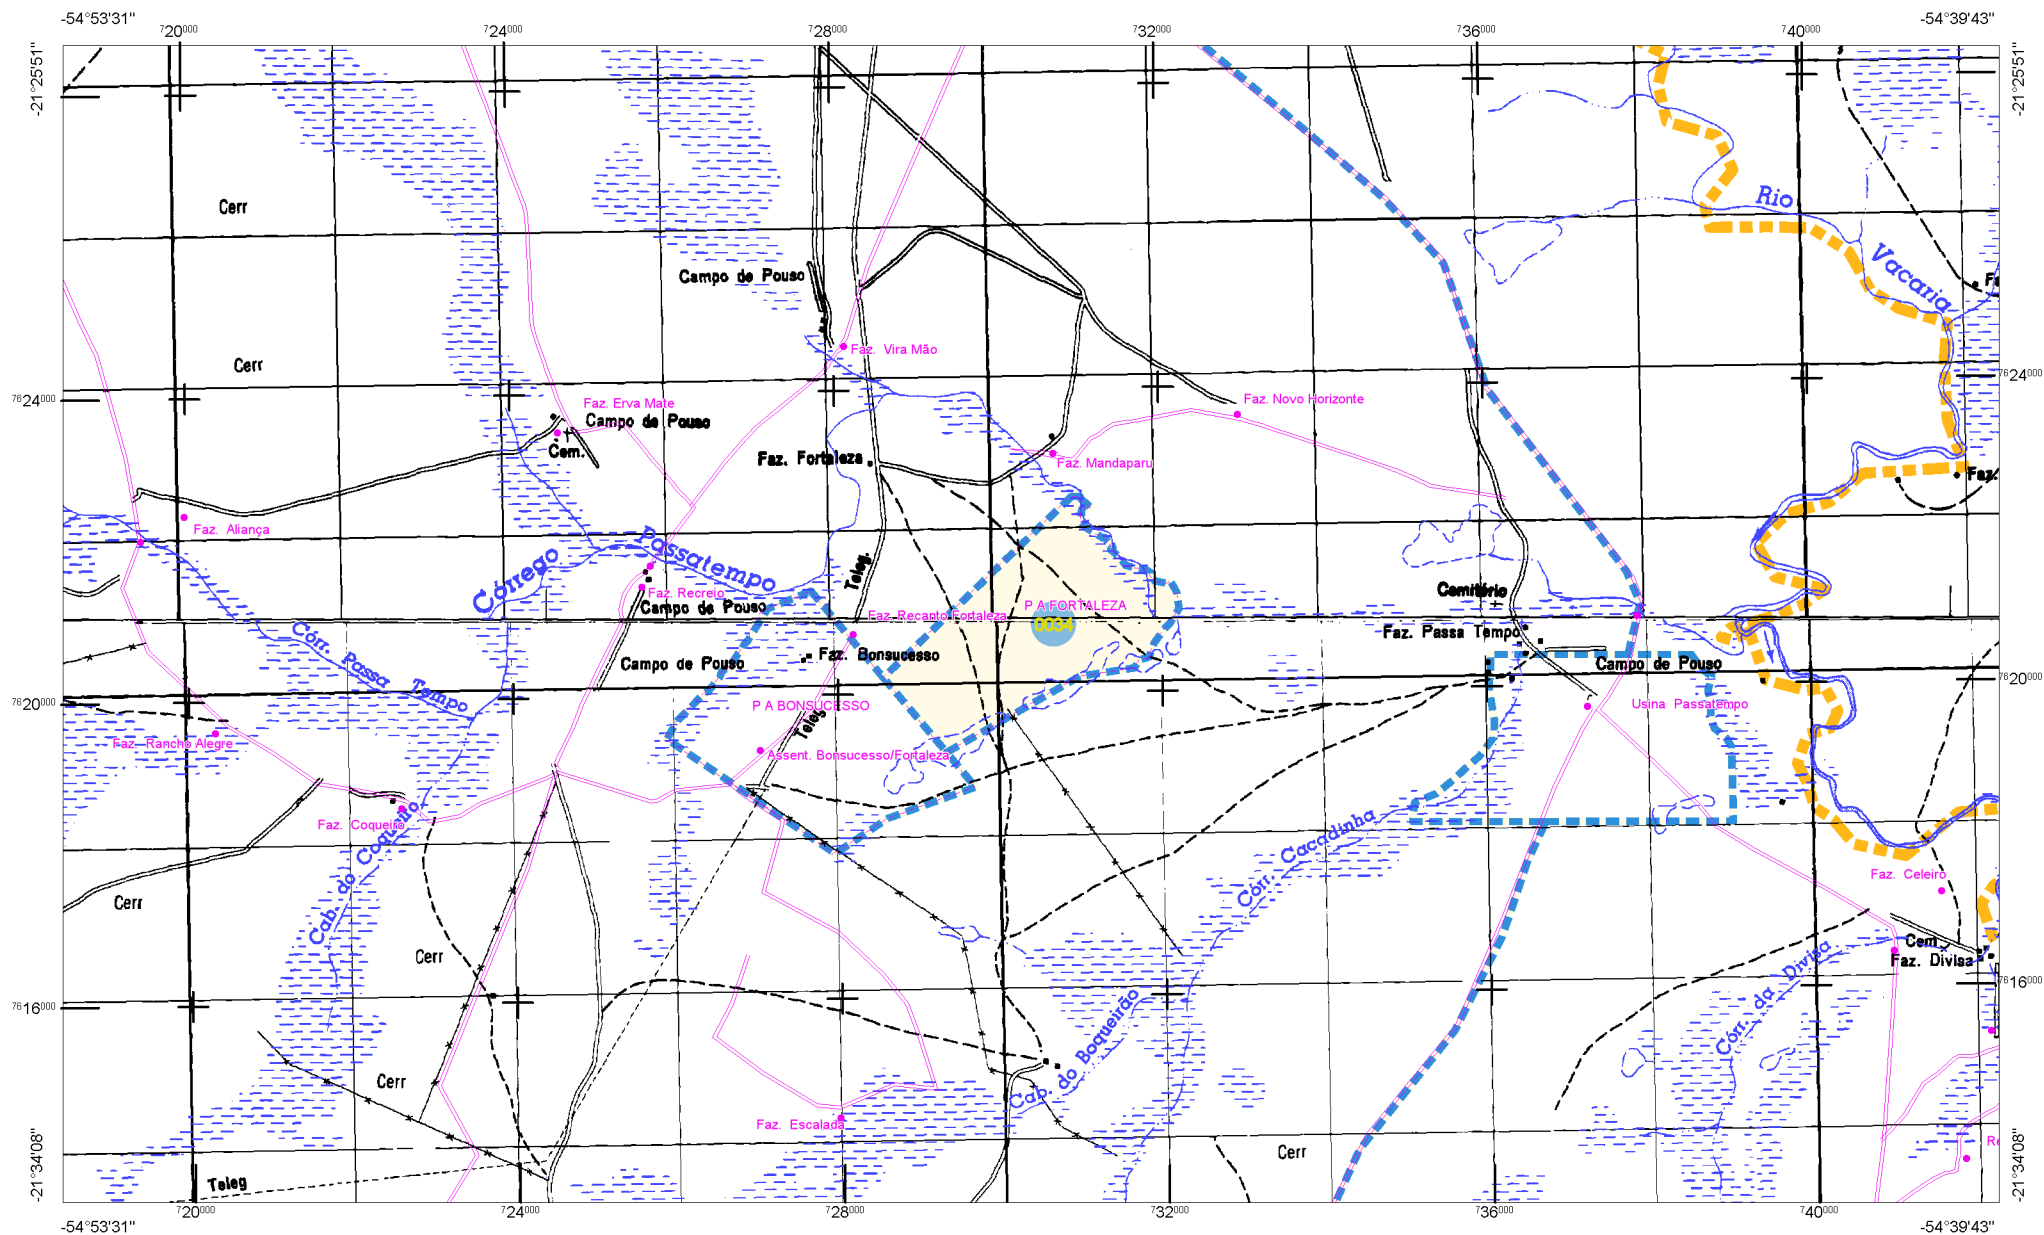 -54°53'31"
-54°39'43"
720000
724000
728000
732000
736000
740000
-21°25'51"
-21°25'51"
Rio
Cerr
Vacaria
Campo de Pouso
Faz. Vira Mão
Cerr
7624000
7624000
Faz. Erva Mate
Faz. Novo Horizonte
Campo de Pouso
Cem.
Faz. Fortaleza
Faz. Mandaparu
Faz.
Faz. Aliança
Córrego Passatempo
Teleg.
Faz. Recreio
Campo de Pouso
Cemitério
P A FORTALEZA
Faz. Recanto Fortaleza
0034
Córr. Passa Tempo
Faz. Passa Tempo
Faz. Bonsucesso
Campo de Pouso
Campo de Pouso
7620000
7620000
P A BONSUCESSO
Usina Passatempo
Teleg
Faz. Rancho Alegre
Assent. Bonsucesso/Fortaleza
Faz. Coqueiro
Cab. do Coqueiro
Córr. Cacadinha
Faz. Celeiro
Cerr
Cerr
Cem
Faz. Divisa
Córr. da Divisa
7616000
7616000
Cab. do Boqueirão
Cerr
Faz. Escalada
Cerr
-21°34'08"
-21°34'08"
Teleg
720000
724000
728000
732000
736000
740000
-54°53'31"
-54°39'43"